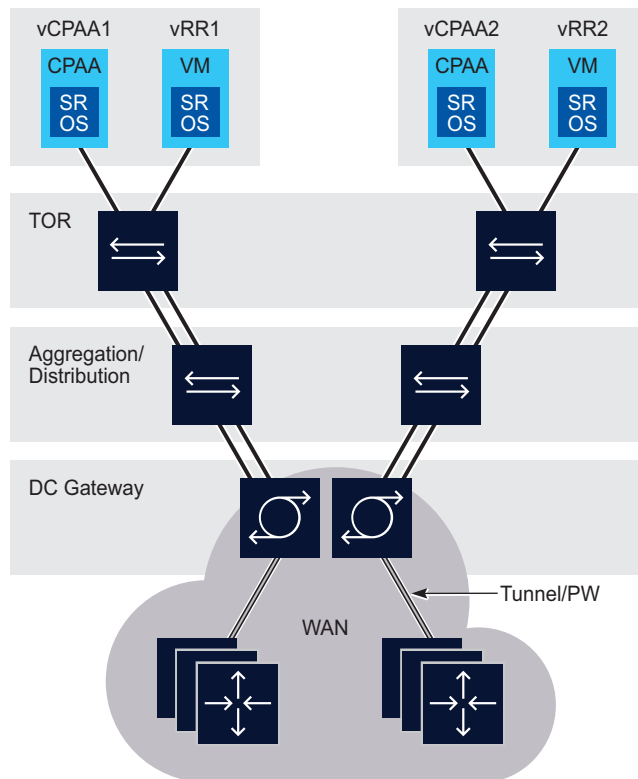 vCPAA1
vRR1
vCPAA2
vRR2
CPAA
VM
CPAA
VM
SR
OS
SR
OS
SR
OS
SR
OS
TOR
Aggregation/
Distribution
DC Gateway
Tunnel/PW
WAN